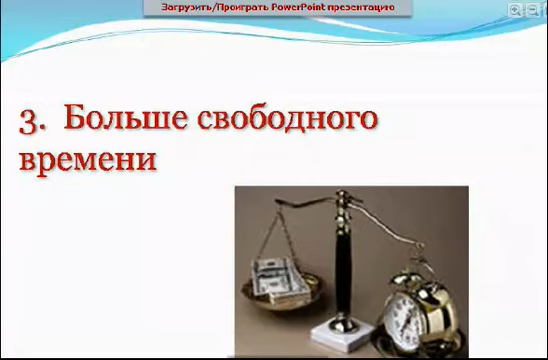 Загрузить/Проиграть PowerPoint презентацию
3. Больше свободного
времени